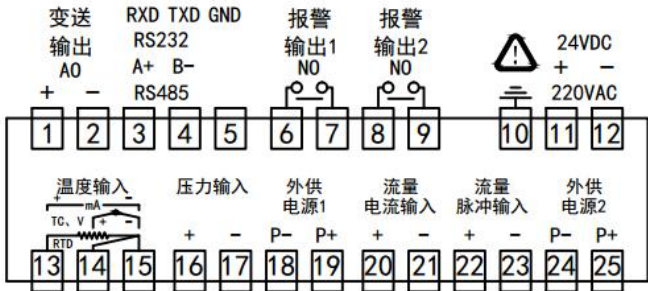 变送 RXD TXD GND 报警 报警
输出 RS232 输出1 输出2 24VDC
AO A+ B- NO NO + -
+ - RS485 220VAC
1 2 3 4 5 6 7 8 9 10 11 12
温度输入 压力输入 外供 流量 流量 外供
+ mA - 电源1 电流输入 脉冲输入 电源2
TC、V + -
RTD + - P- P+ + - + - P- P+
13 14 15 16 17 18 19 20 21 22 23 24 25